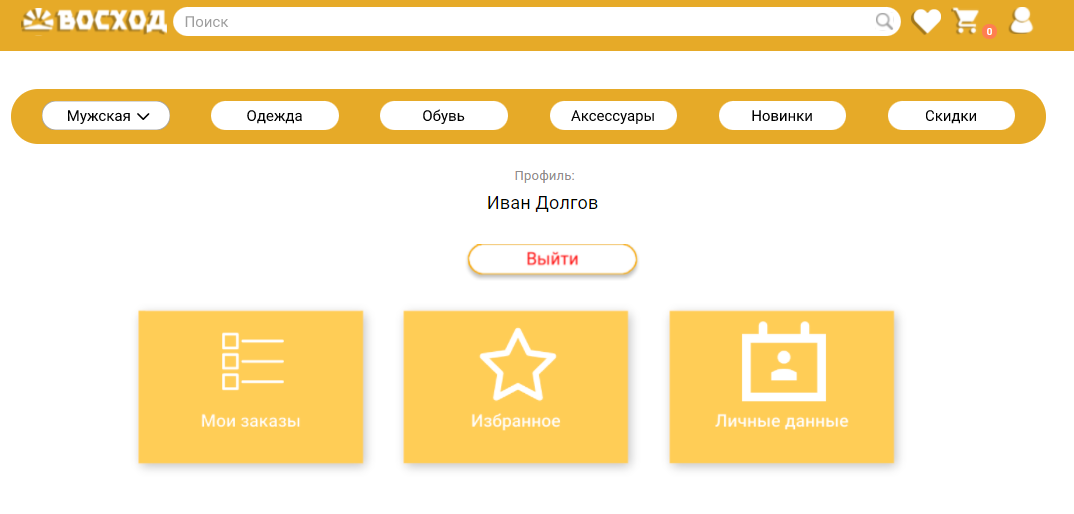 ВОСХОД
Поиск
0
Мужская
Одежда
Обувь
Аксессуары
Новинки
Скидки
Профиль:
Иван Долгов
Выйти
Мои заказы
Избранное
Личные данные